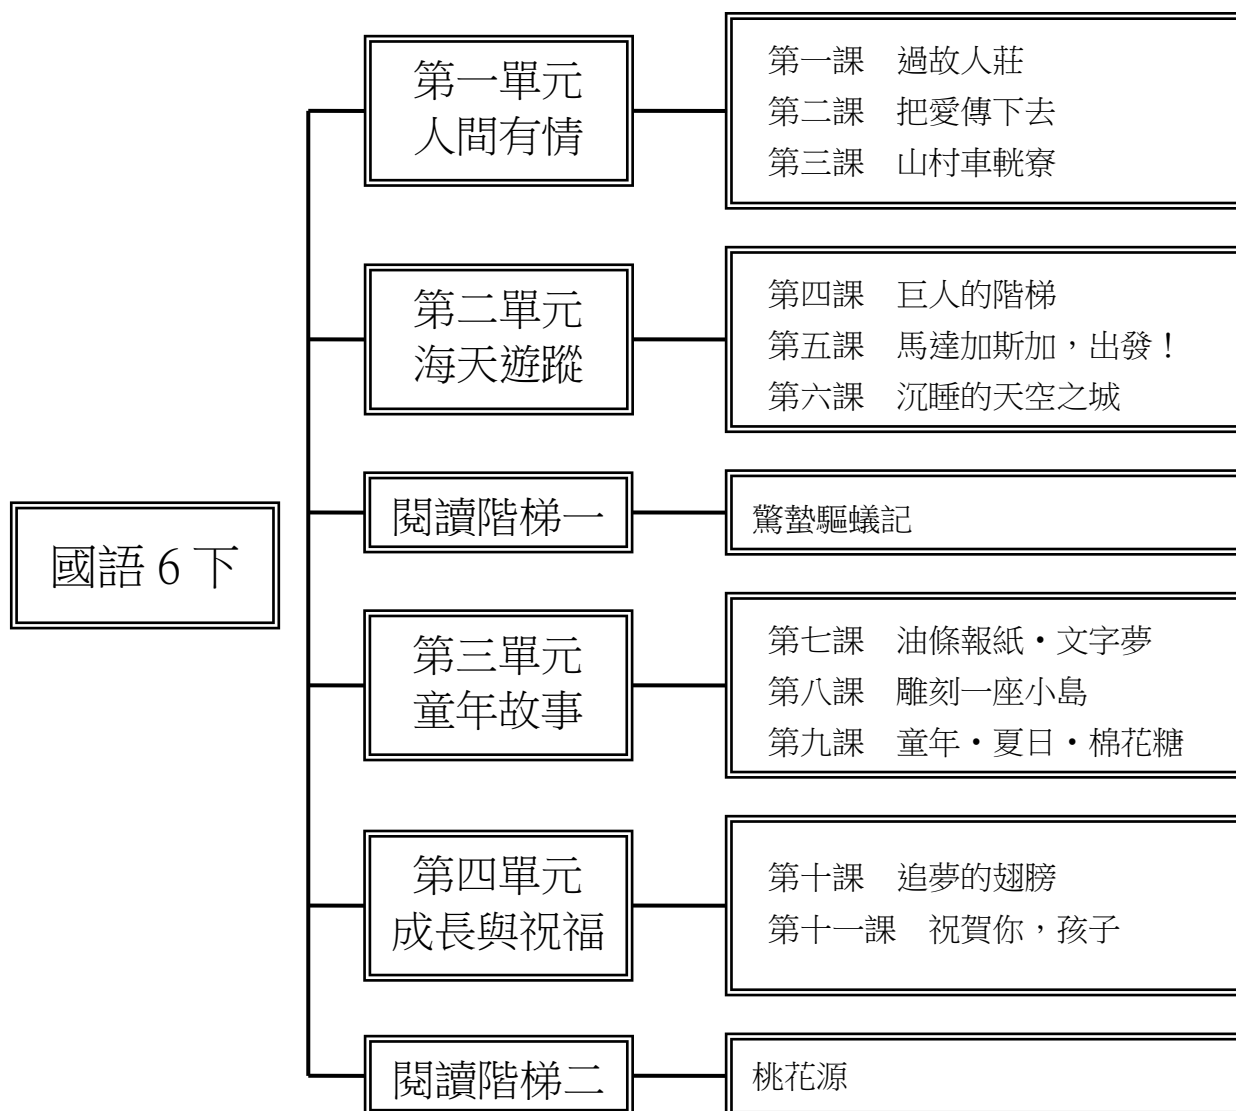 國語 6 下
第一單元
人間有情
第一課　過故人莊
第二課　把愛傳下去
第三課　山村車輄寮
第二單元
海天遊蹤
第四課　巨人的階梯
第五課　馬達加斯加，出發！
第六課　沉睡的天空之城
閱讀階梯一
驚蟄驅蟻記
第三單元
童年故事
第七課　油條報紙・文字夢
第八課　雕刻一座小島
第九課　童年・夏日・棉花糖
第四單元
成長與祝福
第十課　追夢的翅膀
第十一課　祝賀你，孩子
閱讀階梯二
桃花源